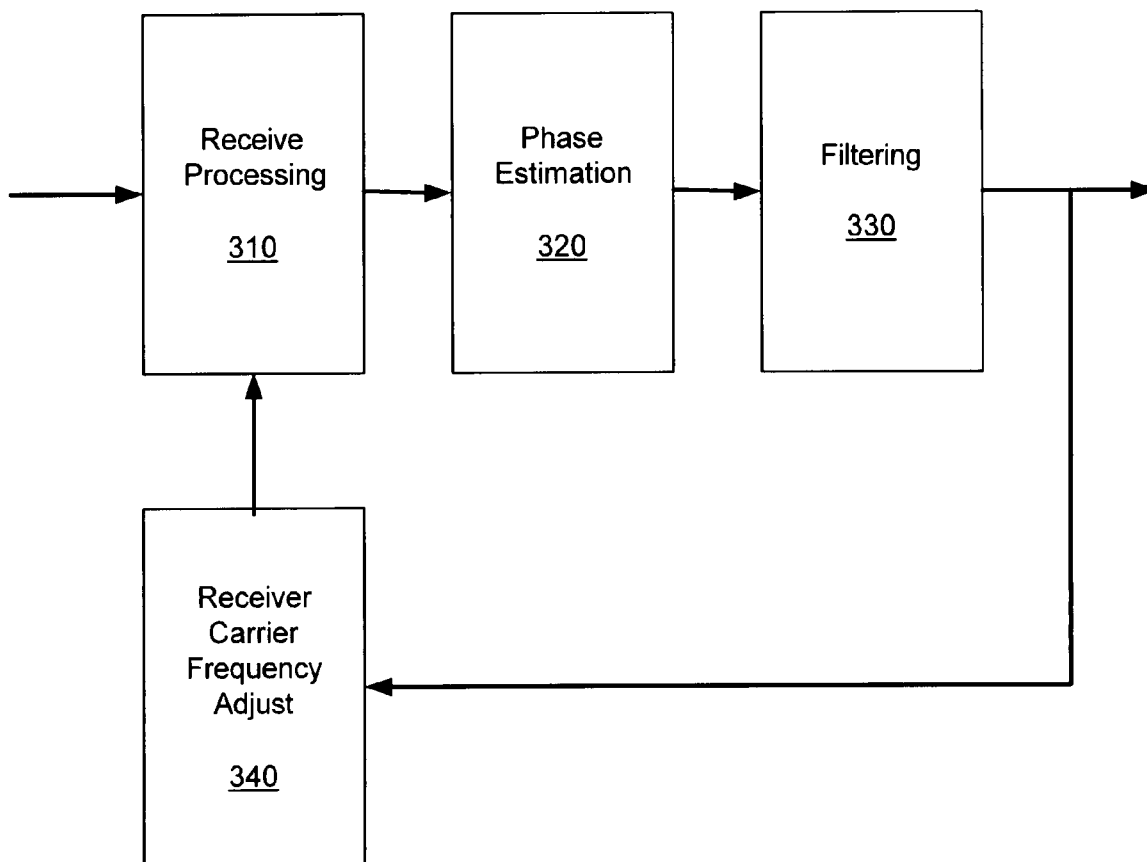 Receive
Processing
310
Phase
Estimation
320
Filtering
330
Receiver
Carrier
Frequency
Adjust
340